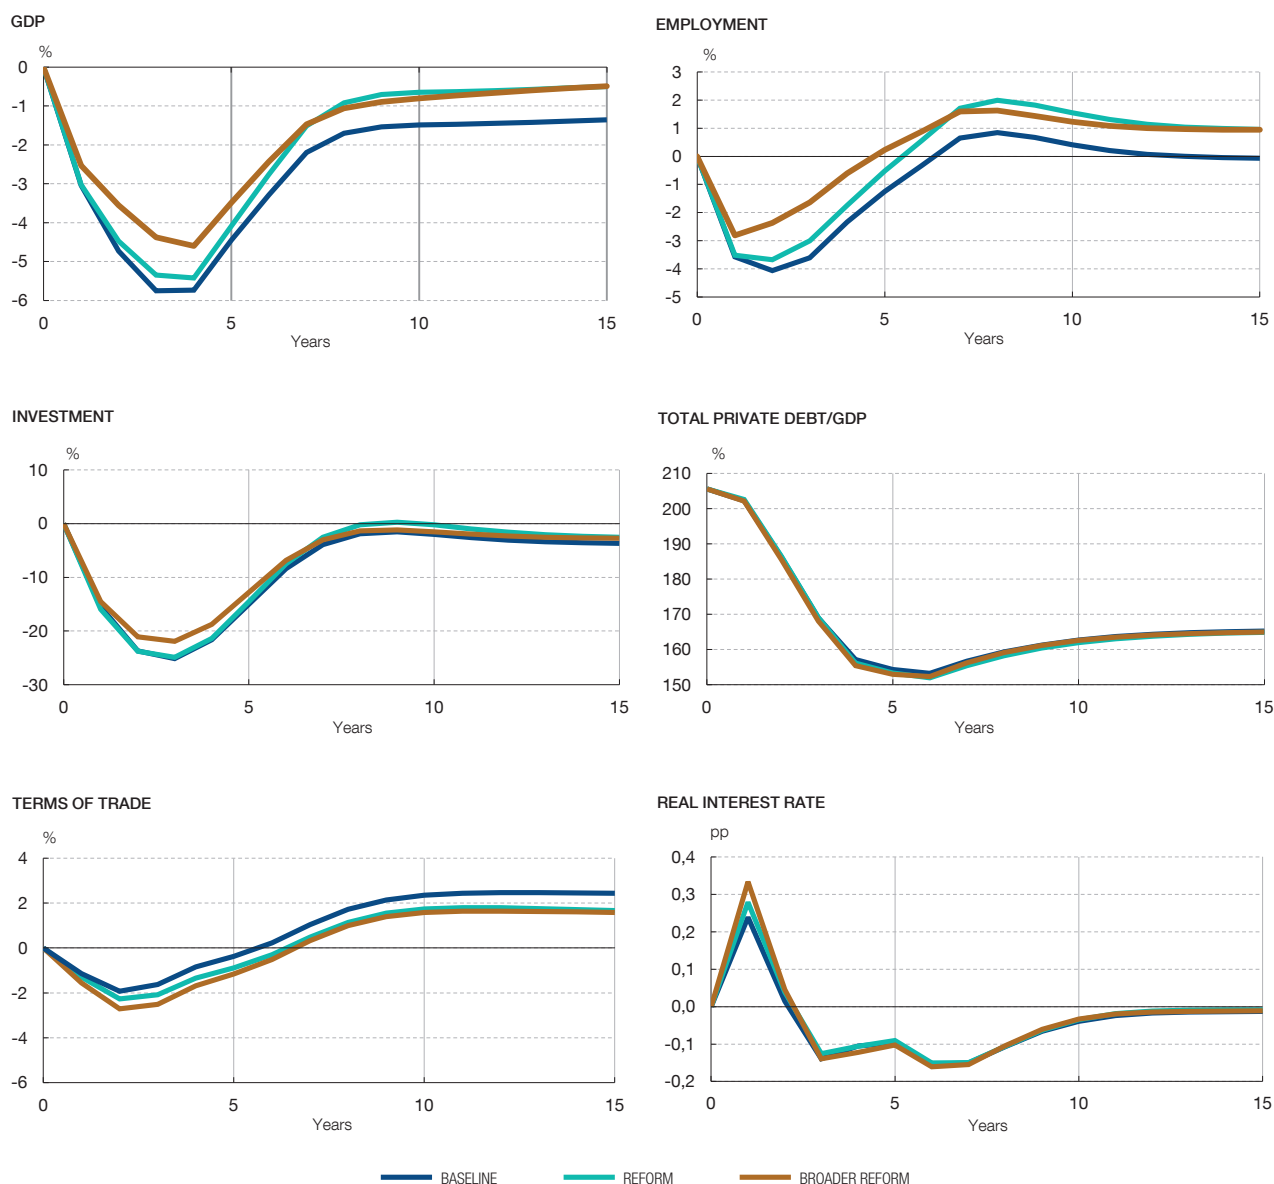 GDP
%
0
-1
-2
-3
-4
-5
-6
0 5 10 15
Years
EMPLOYMENT
%
3
2
1
0
-1
-2
-3
-4
-5
0 5 10 15
Years
INVESTMENT
%
10
0
-10
-20
-30
0 5 10 15
Years
TOTAL PRIVATE DEBT/GDP
%
210
200
190
180
170
160
150
0 5 10 15
Years
TERMS OF TRADE
%
4
2
0
-2
-4
-6
0 5 10 15
Years
REAL INTEREST RATE
pp
0,4
0,3
0,2
0,1
0,0
-0,1
-0,2
0 5 10 15
Years
BASELINE REFORM BROADER REFORM